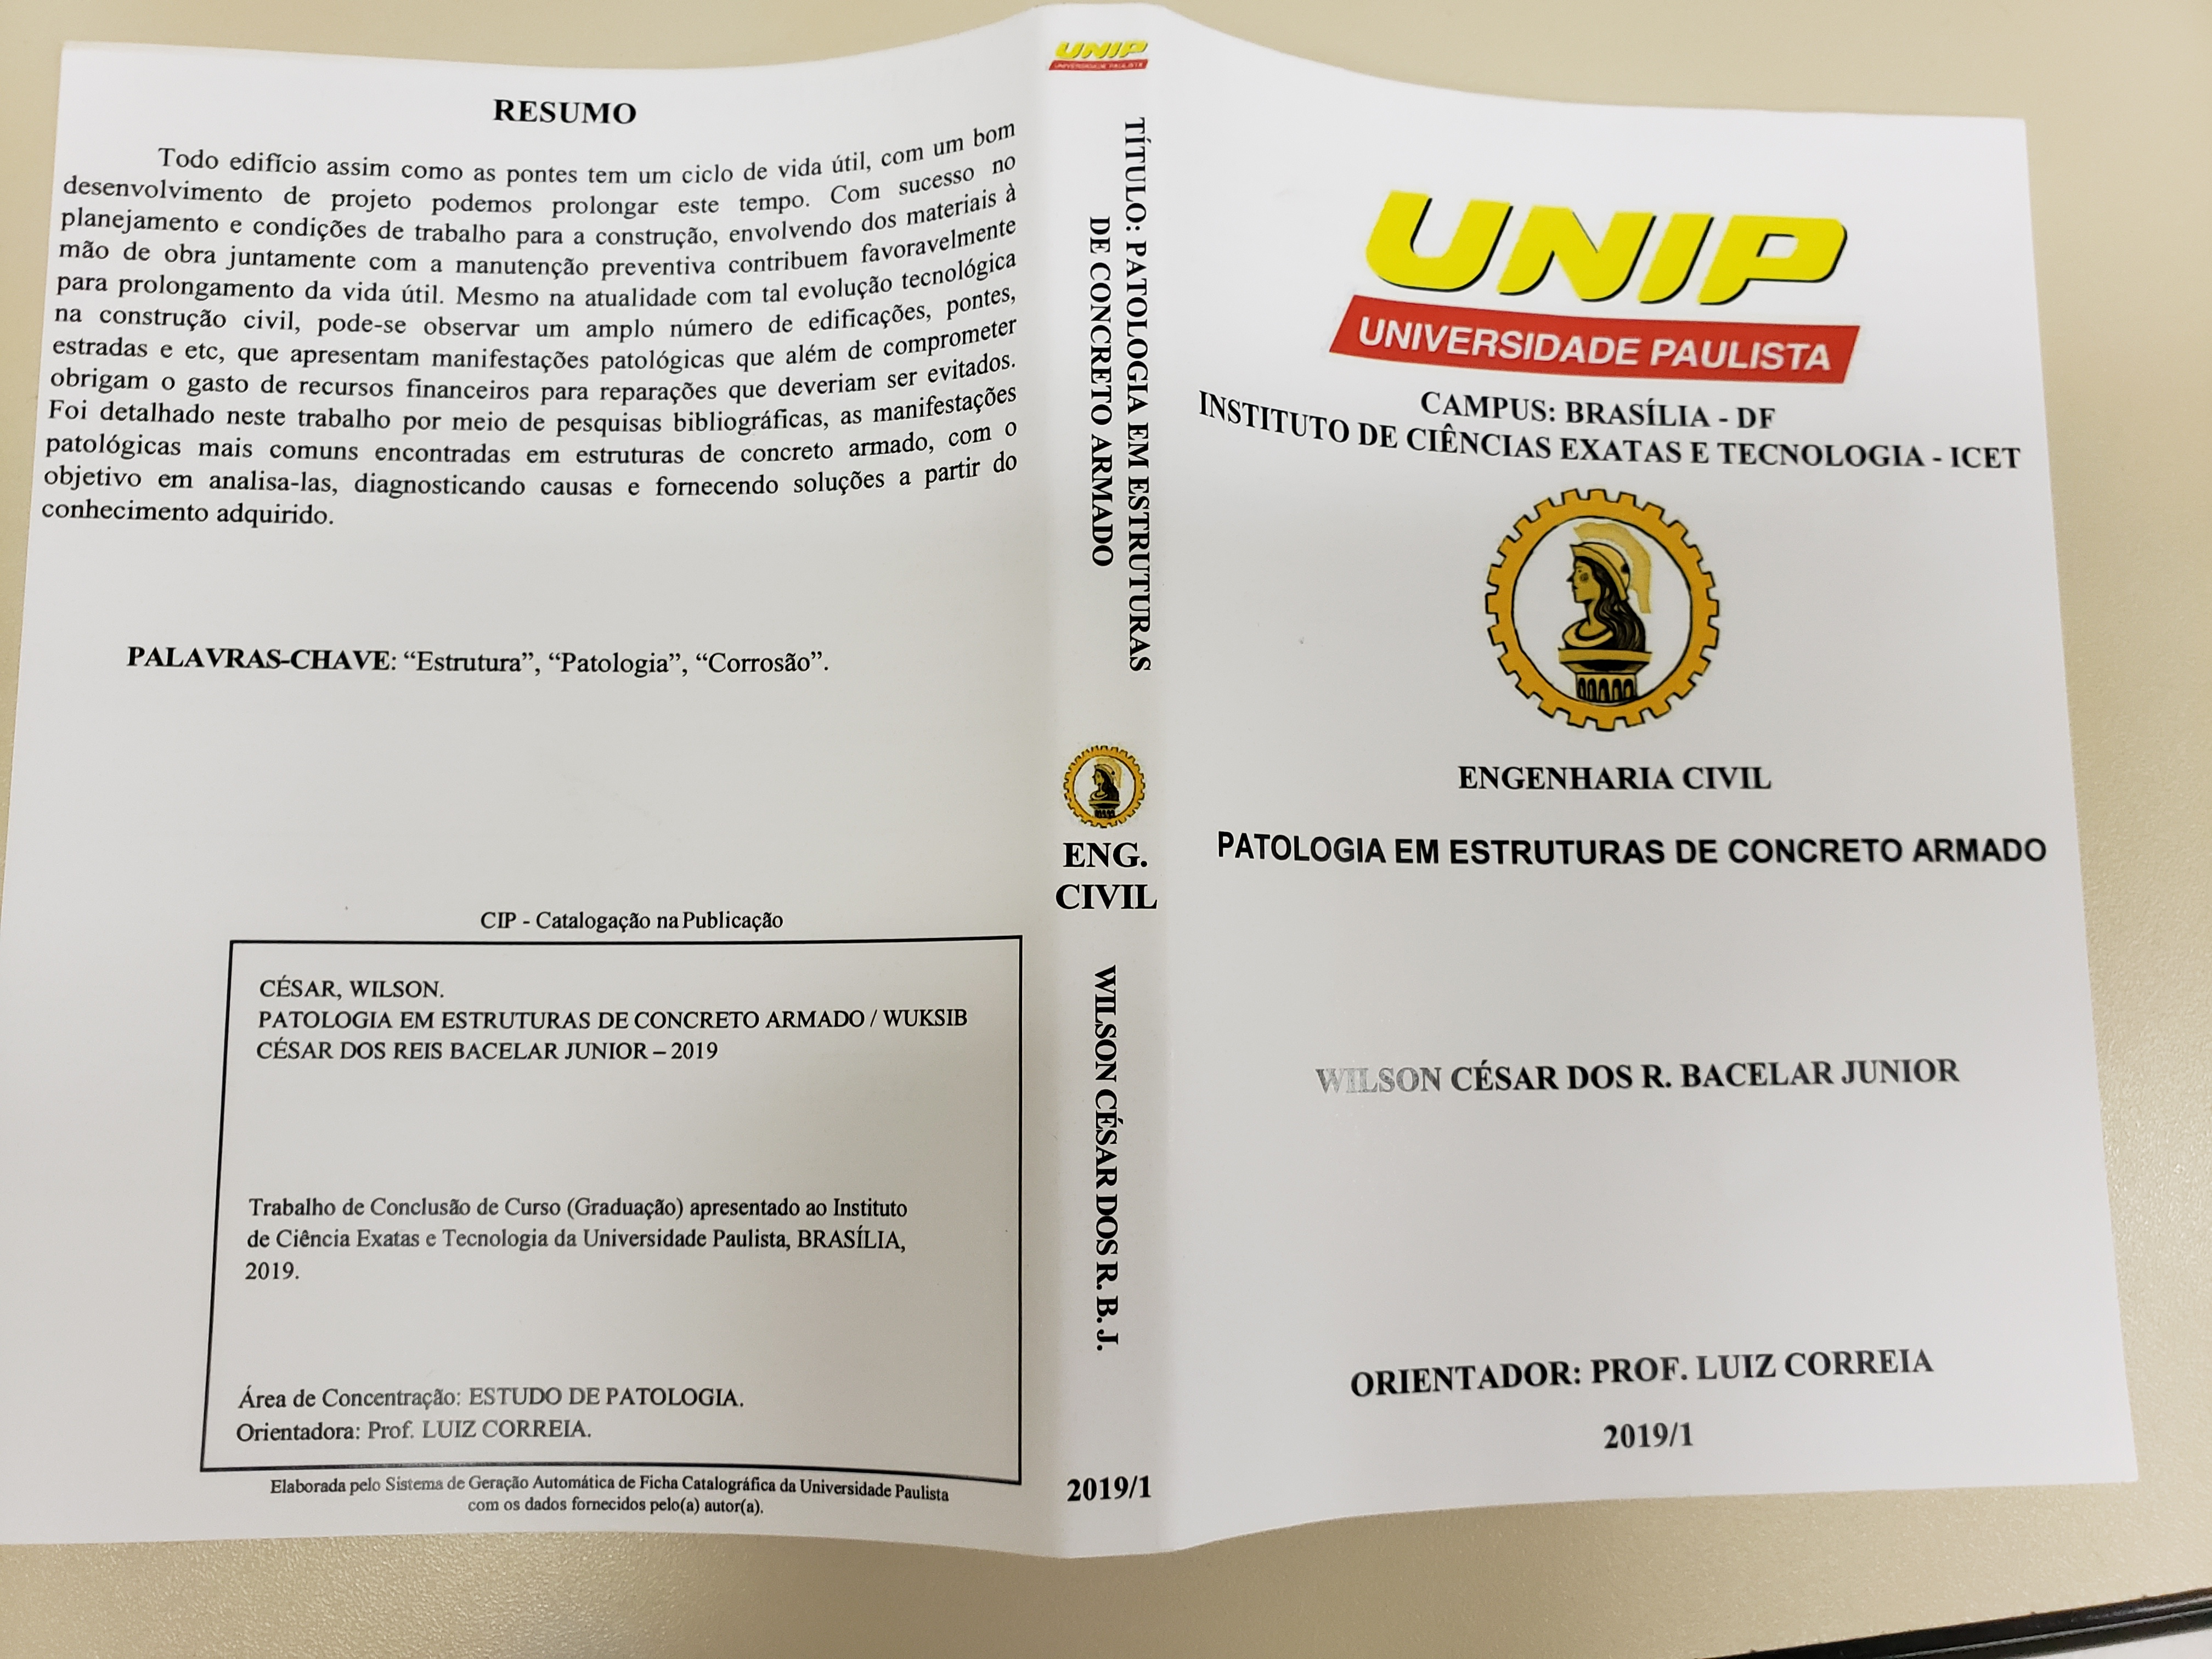 RESUMO
Todo edifício assim como as pontes tem um ciclo de vida útil, com um bom
desenvolvimento de projeto podemos prolongar este tempo. Com sucesso no
planejamento e condições de trabalho para a construção, envolvendo dos materiais à
mão de obra juntamente com a manutenção preventiva contribuem favoravelmente
para prolongamento da vida útil. Mesmo na atualidade com tal evolução tecnológica
na construção civil, pode-se observar um amplo número de edificações, pontes,
estradas e etc, que apresentam manifestações patológicas que além de comprometer
obrigam o gasto de recursos financeiros para reparações que deveriam ser evitados.
Foi detalhado neste trabalho por meio de pesquisas bibliográficas, as manifestações
patológicas mais comuns encontradas em estruturas de concreto armado, com o
objetivo em analisa-las, diagnosticando causas e fornecendo soluções a partir do
conhecimento adquirido.
PALAVRAS-CHAVE: “Estrutura”, “Patologia”, “Corrosão”.
CIP - Catalogação na Publicação
CÉSAR, WILSON.
PATOLOGIA EM ESTRUTURAS DE CONCRETO ARMADO / WUKSIB
CÉSAR DOS REIS BACELAR JUNIOR – 2019
Trabalho de Conclusão de Curso (Graduação) apresentado ao Instituto
de Ciência Exatas e Tecnologia da Universidade Paulista, BRASÍLIA,
2019.
Área de Concentração: ESTUDO DE PATOLOGIA.
Orientadora: Prof. LUIZ CORREIA.
Elaborada pelo Sistema de Geração Automática de Ficha Catalográfica da Universidade Paulista
com os dados fornecidos pelo(a) autor(a).
UNIP
UNIVERSIDADE PAULISTA
TÍTULO: PATOLOGIA EM ESTRUTURAS
DE CONCRETO ARMADO
ENG.
CIVIL
WILSON CÉSAR DOS R. B. J.
2019/1
UNIP
UNIVERSIDADE PAULISTA
CAMPUS: BRASÍLIA - DF
INSTITUTO DE CIÊNCIAS EXATAS E TECNOLOGIA - ICET
ENGENHARIA CIVIL
PATOLOGIA EM ESTRUTURAS DE CONCRETO ARMADO
WILSON CÉSAR DOS R. BACELAR JUNIOR
ORIENTADOR: PROF. LUIZ CORREIA
2019/1